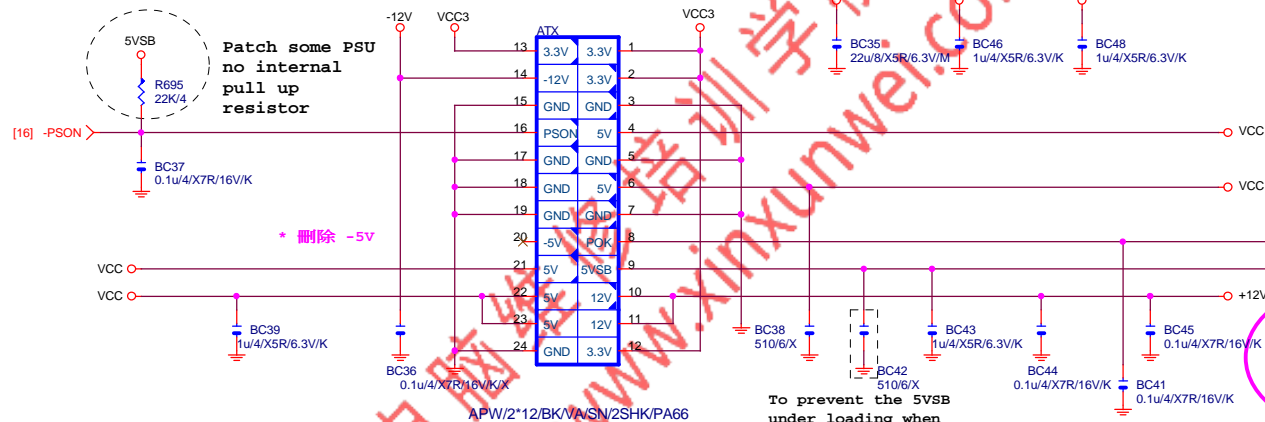 -12V
VCC3
VCC3
5VSB
Patch some PSU
no internal
pull up
resistor
R695
22K/4
[16] -PSON
BC37
0.1u/4/X7R/16V/K
* 删除 -5V
ATX
13 3.3V 3.3V 1
14 -12V 3.3V 2
15 GND GND 3
16 PSON 5V 4
17 GND GND 5
18 GND 5V 6
19 GND GND 7
20 -5V POK 8
21 5V 5VSB 9
22 5V 12V 10
23 5V 12V 11
24 GND 3.3V 12
BC35
22u/8/X5R/6.3V/M
BC46
1u/4/X5R/6.3V/K
BC48
1u/4/X5R/6.3V/K
VCC
VCC
VCC
VCC
+12V
BC39
1u/4/X5R/6.3V/K
BC36
0.1u/4/X7R/16V/K/X
BC38
510/6/X
BC42
510/6/X
BC43
1u/4/X5R/6.3V/K
BC44
0.1u/4/X7R/16V/K
BC45
0.1u/4/X7R/16V/K
BC41
0.1u/4/X7R/16V/K
APW/2*12/BK/VA/SN/2SHK/PA66
To prevent the 5VSB
under loading when
电脑维修培训学
www.xinxunwei.co